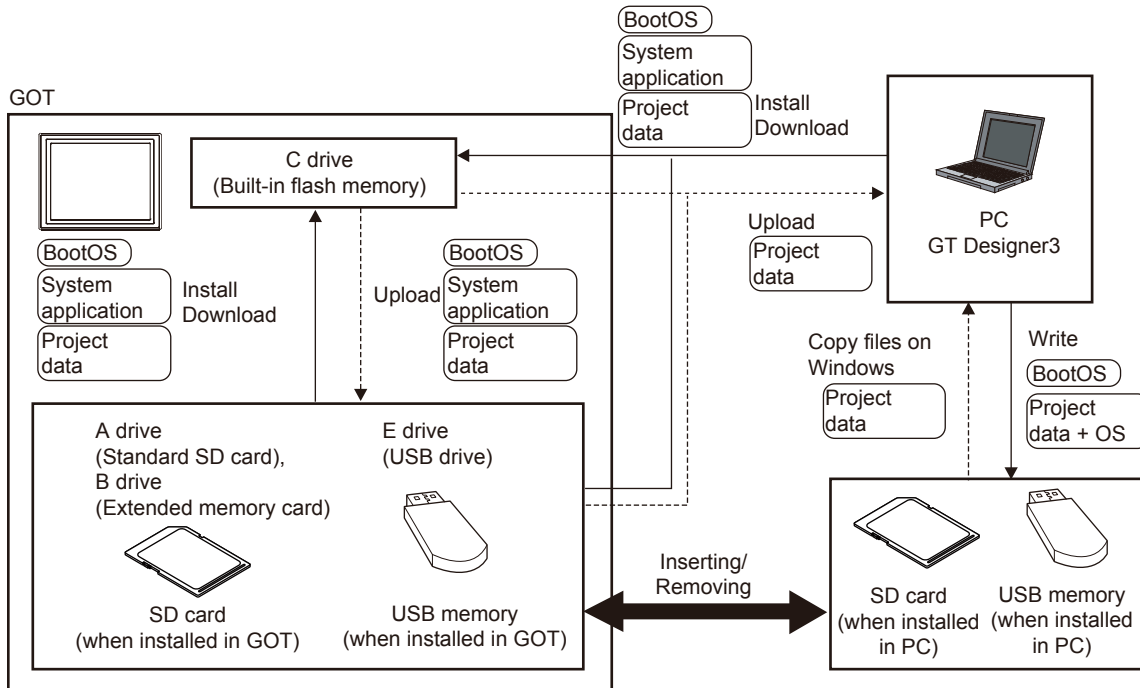 BootOS
System
application
Project
data
Install
Download
GOT
C drive
(Built-in flash memory)
PC
GT Designer3
Upload
Project
data
BootOS
System
application
Project
data
Install
Download
Upload
BootOS
System
application
Project
data
Copy files on
Windows
Project
data
Write
BootOS
Project
data + OS
A drive
(Standard SD card),
B drive
(Extended memory card)
E drive
(USB drive)
SD card
(when installed in GOT)
USB memory
(when installed in GOT)
Inserting/
Removing
SD card
(when installed
in PC)
USB memory
(when installed
in PC)